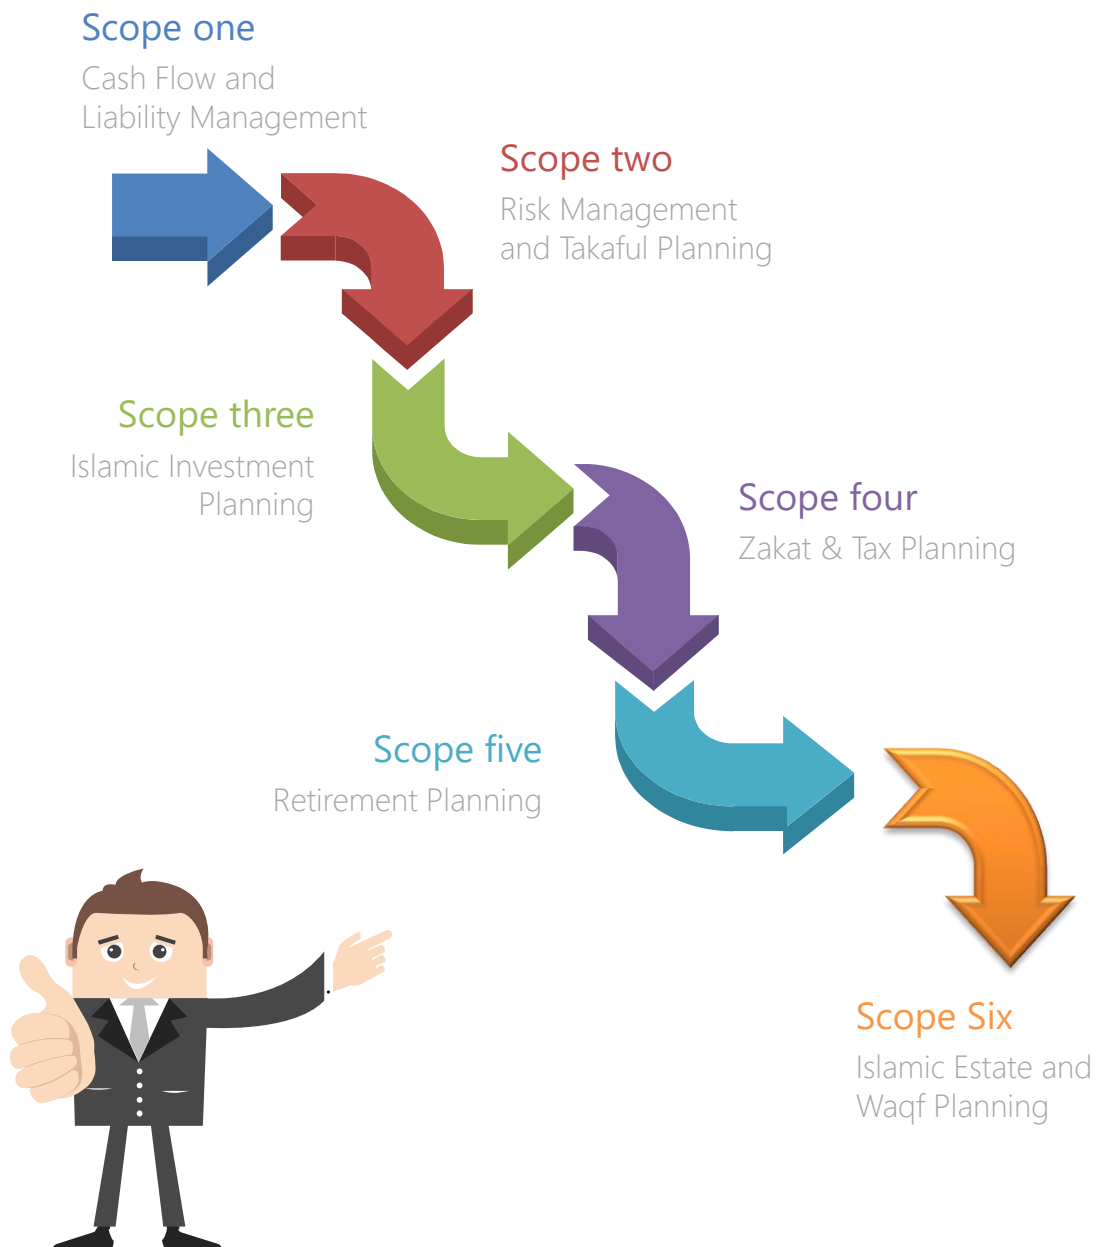 Scope one
Cash Flow and
Liability Management
Scope two
Risk Management
and Takaful Planning
Scope three
Islamic Investment
Planning
Scope four
Zakat & Tax Planning
Scope five
Retirement Planning
Scope Six
Islamic Estate and
Waqf Planning